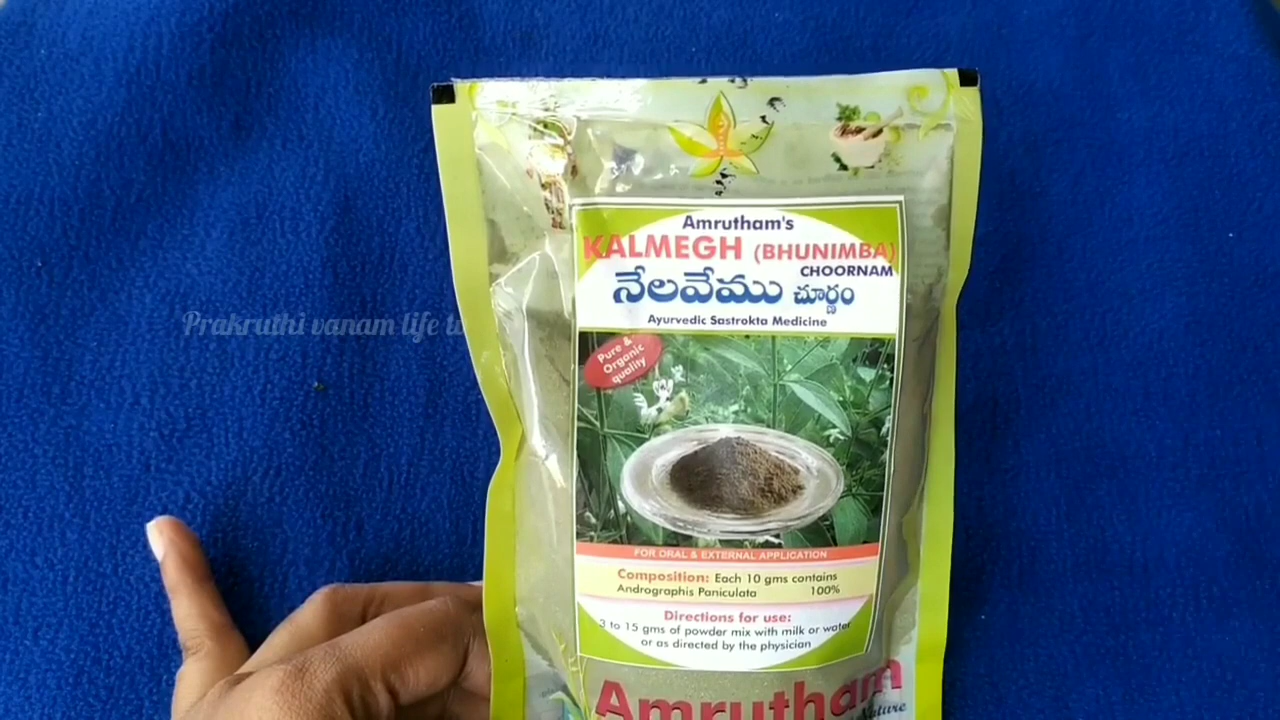 Amrutham's
KALMEGH (BHUNIMBA)
CHOORNAM
నేలవేము చూర్ణం
Ayurvedic Sastrokta Medicine
Prakruthi vanam life
Pure &
Organic
quality
FOR ORAL & EXTERNAL APPLICATION
Composition: Each 10 gms contains
Andrographis Paniculata 100%
Directions for use:
3 to 15 gms of powder mix with milk or water
or as directed by the physician
Amrutham
Nature